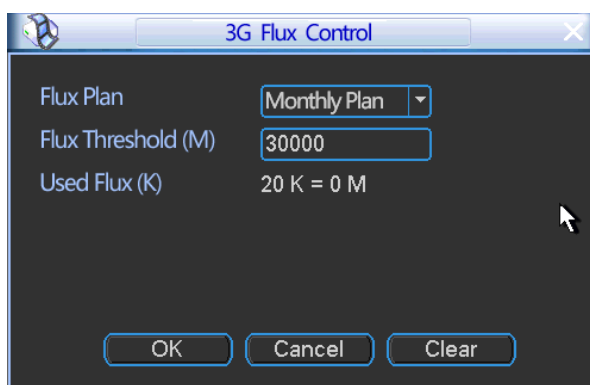 3G Flux Control
Flux Plan Monthly Plan
Flux Threshold (M) 30000
Used Flux (K) 20 K = 0 M
OK Cancel Clear